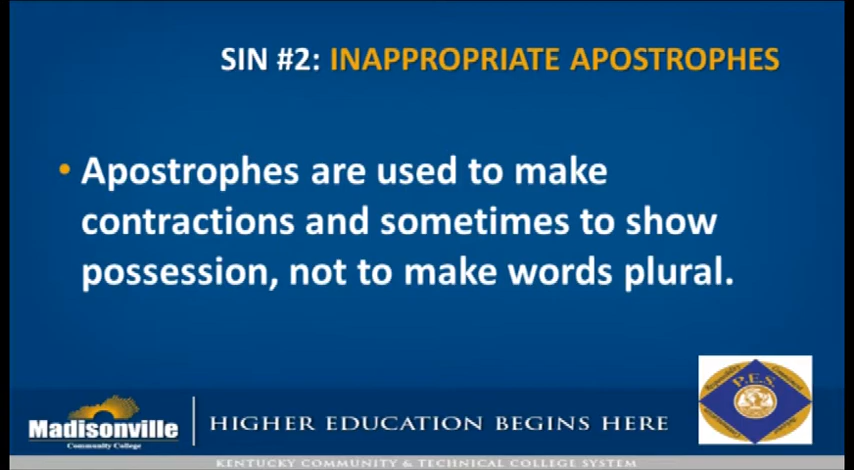 SIN #2: INAPPROPRIATE APOSTROPHES
• Apostrophes are used to make
contractions and sometimes to show
possession, not to make words plural.
P.E.S.
Madisonville
Community College
HIGHER EDUCATION BEGINS HERE
KENTUCKY COMMUNITY & TECHNICAL COLLEGE SYSTEM